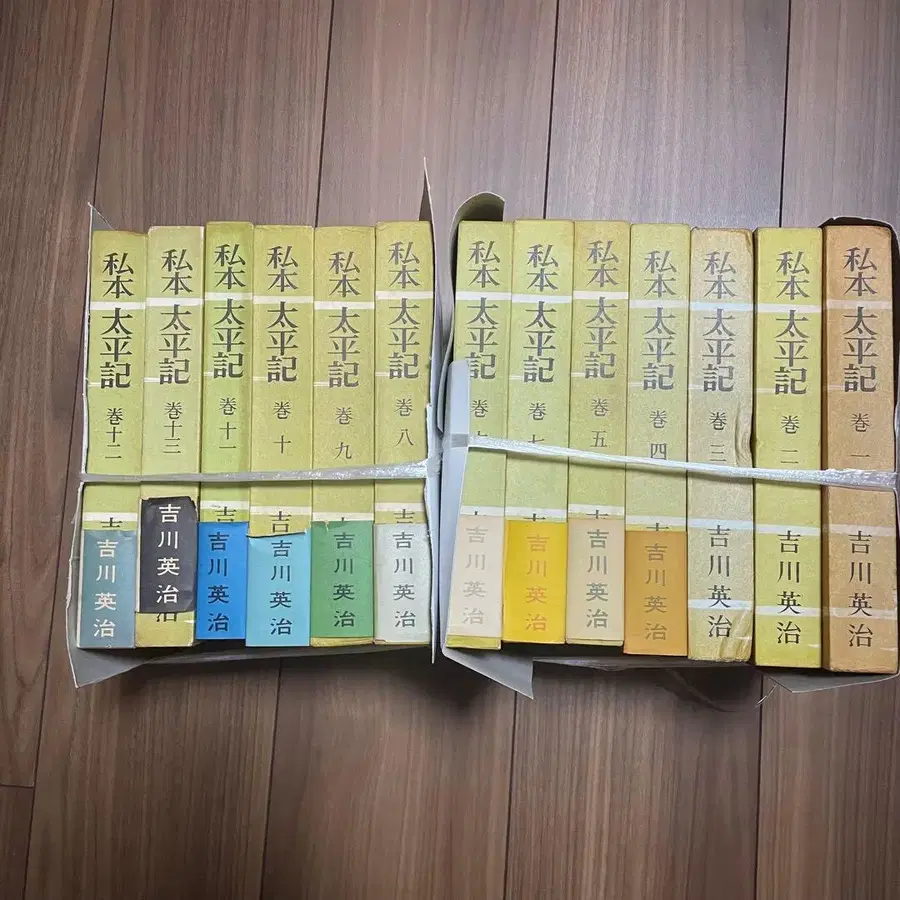 私本 太平記 巻一 吉川英治
私本 太平記 巻二 吉川英治
私本 太平記 巻三 吉川英治
私本 太平記 巻四 吉川英治
私本 太平記 巻五 吉川英治
私本 太平記 巻七 吉川英治
私本 太平記 巻 吉川英治
私本 太平記 巻八 吉 吉川英治
私本 太平記 巻九 吉川英治
私本 太平記 巻十 吉 吉川英治
私本 太平記 巻十一 吉 吉川英治
私本 太平記 巻十三 吉川英治
私本 太平記 巻十二 吉 吉川英治